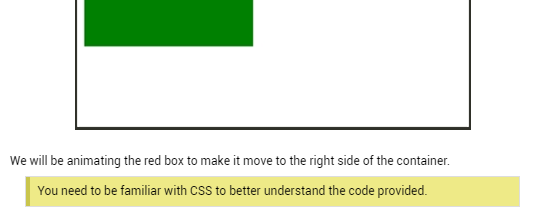 We will be animating the red box to make it move to the right side of the container.
You need to be familiar with CSS to better understand the code provided.